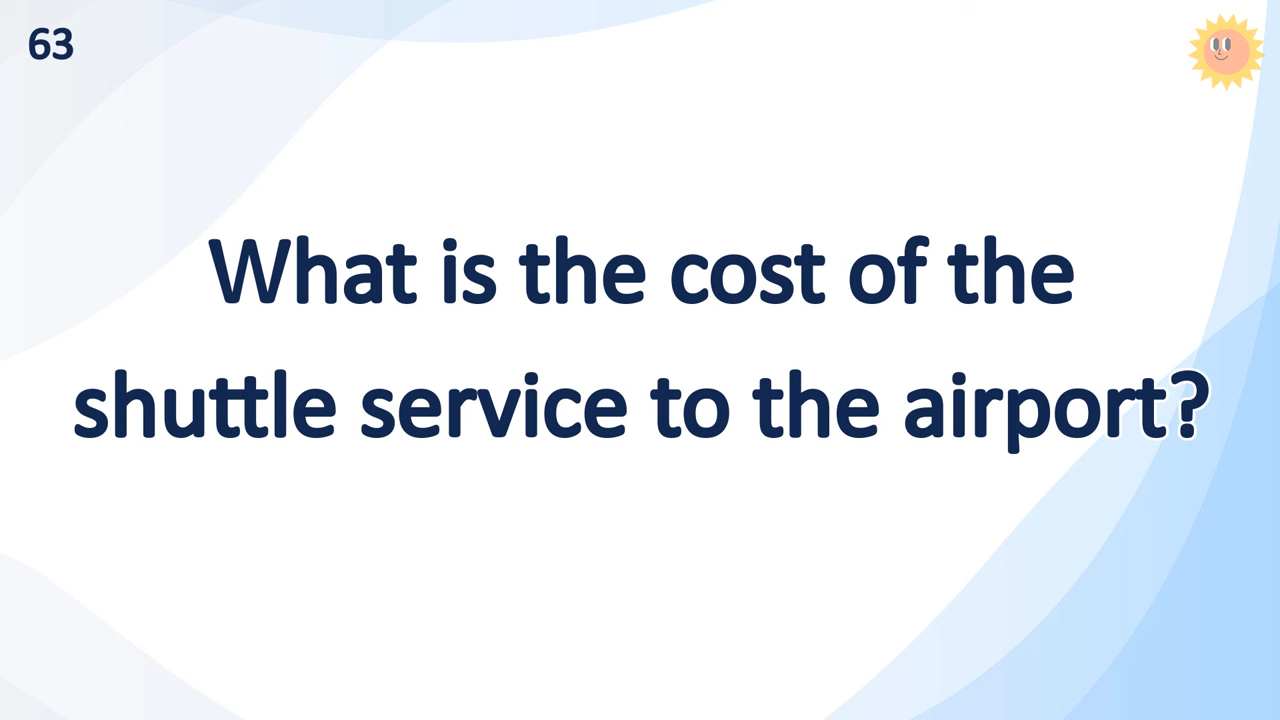 63
What is the cost of the
shuttle service to the airport?